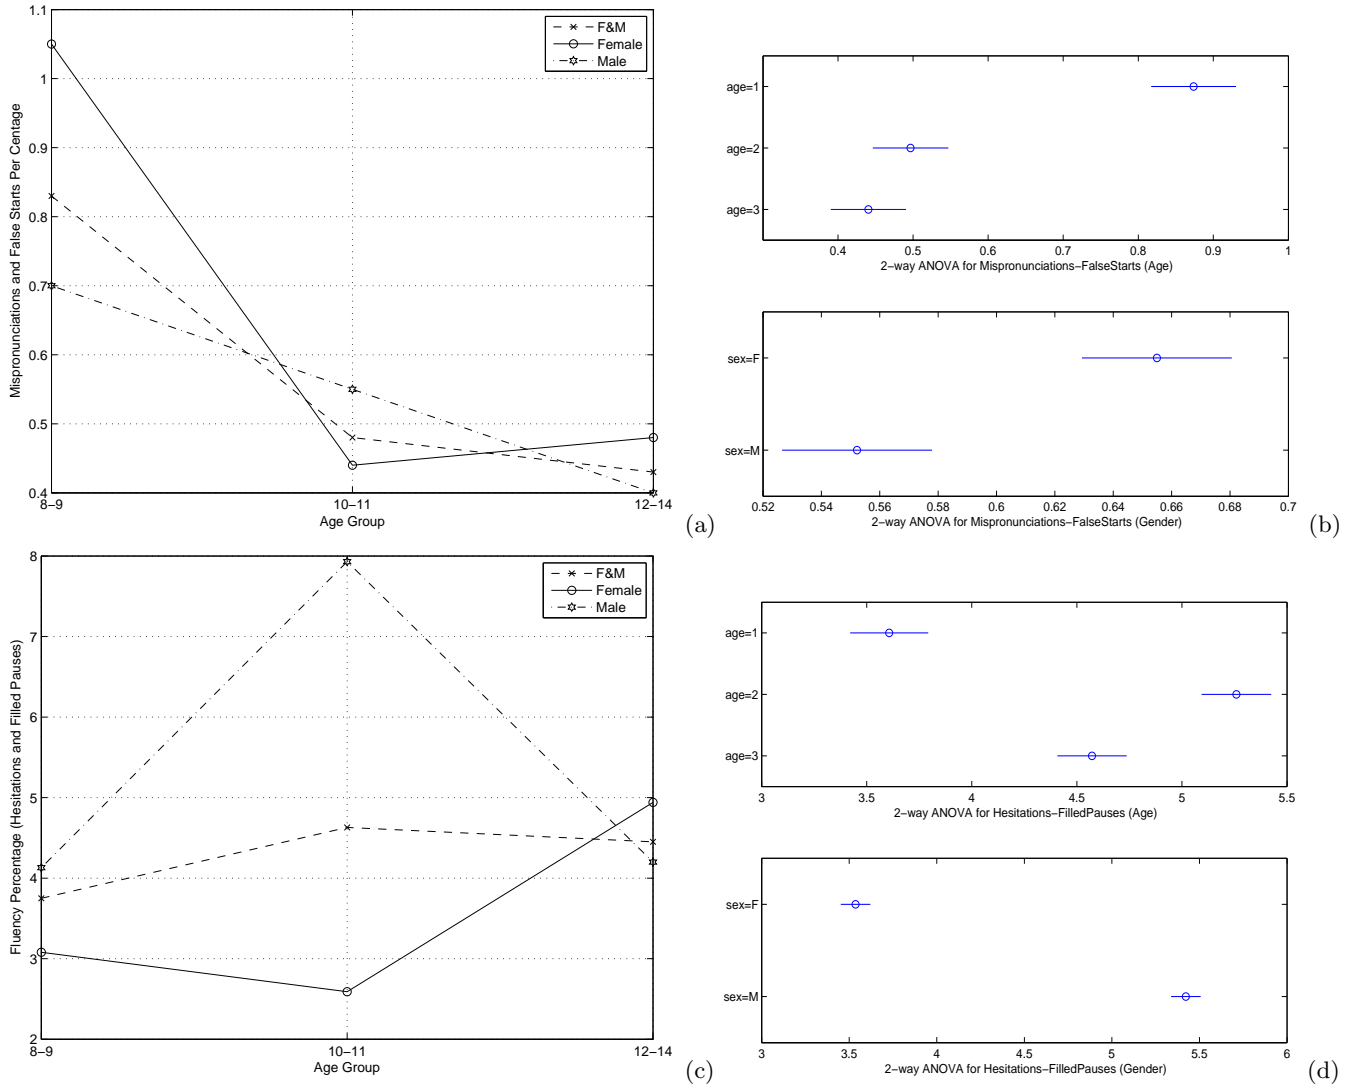 1.1
1
0.9
0.8
0.7
0.6
0.5
0.4
Mispronunciations and False Starts Per Centage
F&M
Female
Male
8−9
10−11
12−14
Age Group
(a)
age=1
age=2
age=3
0.4
0.5
0.6
0.7
0.8
0.9
1
2−way ANOVA for Mispronunciations−FalseStarts (Age)
sex=F
sex=M
0.52
0.54
0.56
0.58
0.6
0.62
0.64
0.66
0.68
0.7
2−way ANOVA for Mispronunciations−FalseStarts (Gender)
(b)
8
7
6
5
4
3
2
Fluency Percentage (Hesitations and Filled Pauses)
F&M
Female
Male
8−9
10−11
12−14
Age Group
(c)
age=1
age=2
age=3
3
3.5
4
4.5
5
5.5
2−way ANOVA for Hesitations−FilledPauses (Age)
sex=F
sex=M
3
3.5
4
4.5
5
5.5
6
2−way ANOVA for Hesitations−FilledPauses (Gender)
(d)